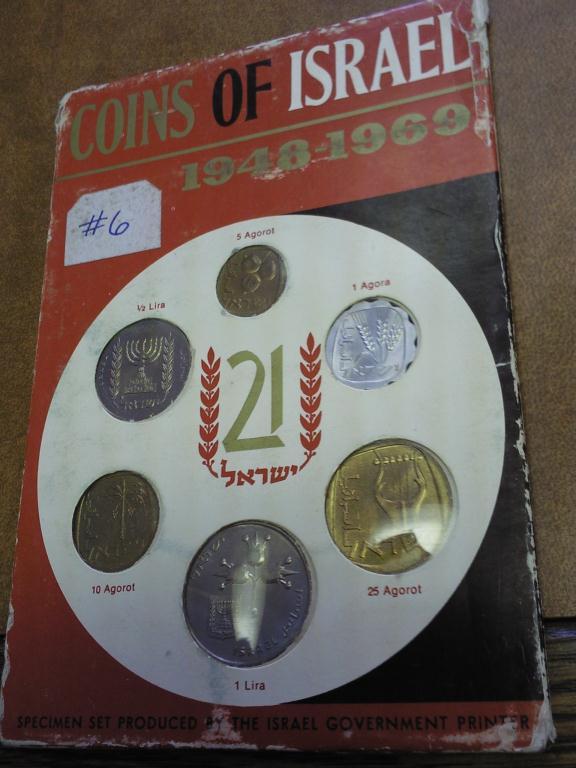 COINS OF ISRAEL
1948-1969
#6
5 Agorot
1 Agora
½ Lira
21
ישראל
10 Agorot
25 Agorot
ISRAEL
1 Lira
SPECIMEN SET PRODUCED BY THE ISRAEL GOVERNMENT PRINTER